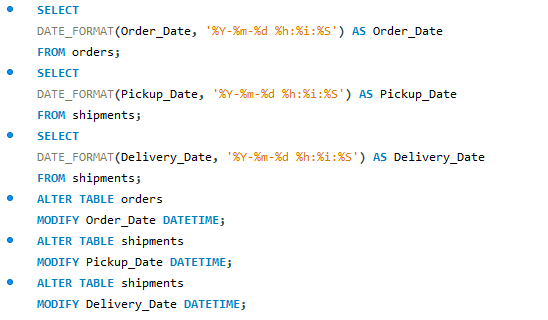 SELECT
DATE_FORMAT(Order_Date, '%Y-%m-%d %h:%i:%S') AS Order_Date
FROM orders;
SELECT
DATE_FORMAT(Pickup_Date, '%Y-%m-%d %h:%i:%S') AS Pickup_Date
FROM shipments;
SELECT
DATE_FORMAT(Delivery_Date, '%Y-%m-%d %h:%i:%S') AS Delivery_Date
FROM shipments;
ALTER TABLE orders
MODIFY Order_Date DATETIME;
ALTER TABLE shipments
MODIFY Pickup_Date DATETIME;
ALTER TABLE shipments
MODIFY Delivery_Date DATETIME;